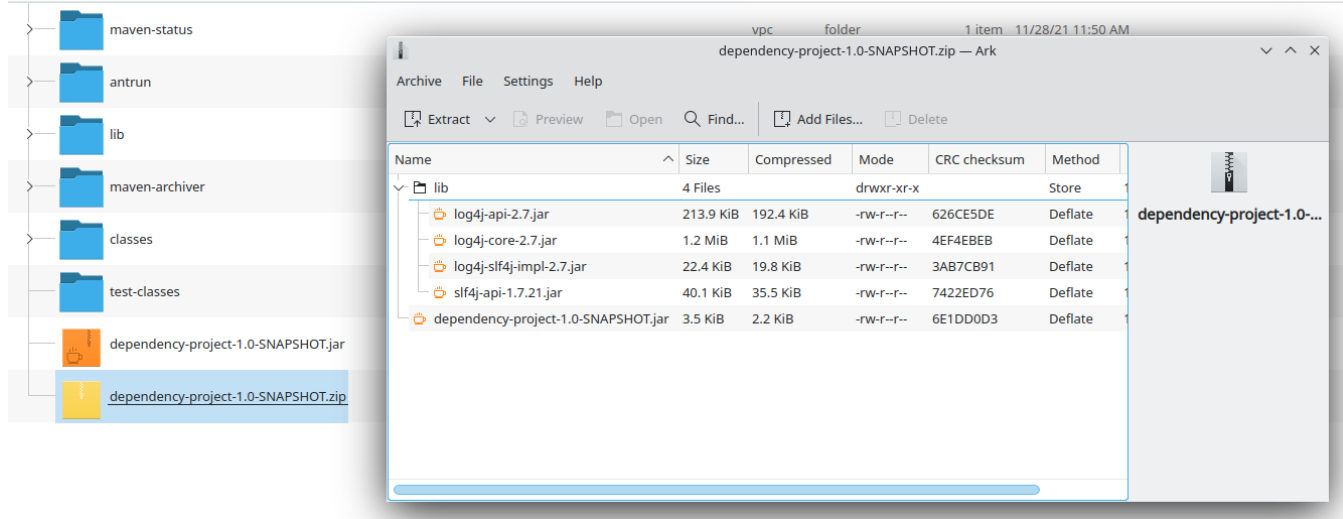 maven-status
vpc folder 1 item 11/28/21 11:50 AM
antrun
lib
maven-archiver
classes
test-classes
dependency-project-1.0-SNAPSHOT.jar
dependency-project-1.0-SNAPSHOT.zip
dependency-project-1.0-SNAPSHOT.zip — Ark
Archive File Settings Help
Extract Preview Open Find... Add Files... Delete
Name Size Compressed Mode CRC checksum Method
lib 4 Files drwxr-xr-x Store 1
log4j-api-2.7.jar 213.9 KiB 192.4 KiB -rw-r--r-- 626CE5DE Deflate 1
log4j-core-2.7.jar 1.2 MiB 1.1 MiB -rw-r--r-- 4EF4EBEB Deflate 1
log4j-slf4j-impl-2.7.jar 22.4 KiB 19.8 KiB -rw-r--r-- 3AB7CB91 Deflate 1
slf4j-api-1.7.21.jar 40.1 KiB 35.5 KiB -rw-r--r-- 7422ED76 Deflate 1
dependency-project-1.0-SNAPSHOT.jar 3.5 KiB 2.2 KiB -rw-r--r-- 6E1DD0D3 Deflate 1
dependency-project-1.0-...